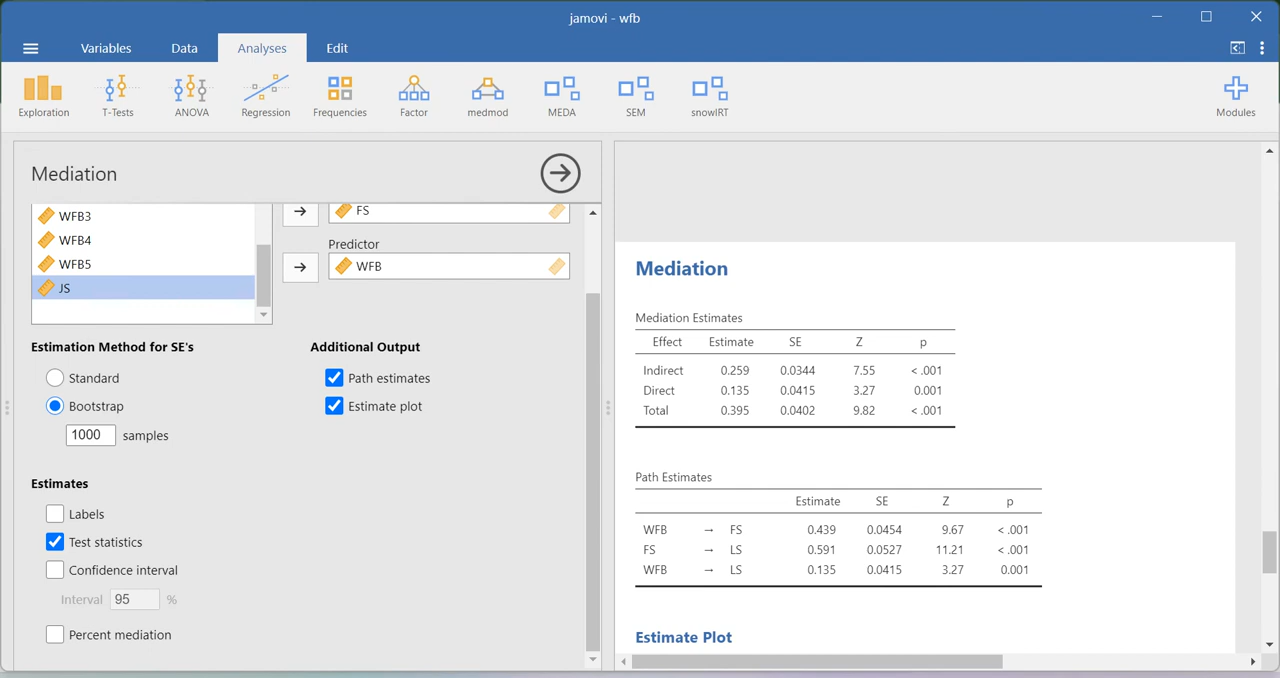 jamovi - wfb
Variables Data Analyses Edit
Exploration T-Tests ANOVA Regression Frequencies Factor medmod MEDA SEM snowIRT Modules
Mediation
WFB3
WFB4
WFB5
JS
FS
Predictor
WFB
Estimation Method for SE's
Standard
Bootstrap
1000 samples
Additional Output
Path estimates
Estimate plot
Estimates
Labels
Test statistics
Confidence interval
Interval 95 %
Percent mediation
Mediation
Mediation Estimates
Effect Estimate SE Z p
Indirect 0.259 0.0344 7.55 < .001
Direct 0.135 0.0415 3.27 0.001
Total 0.395 0.0402 9.82 < .001
Path Estimates
Estimate SE Z p
WFB → FS 0.439 0.0454 9.67 < .001
FS → LS 0.591 0.0527 11.21 < .001
WFB → LS 0.135 0.0415 3.27 0.001
Estimate Plot